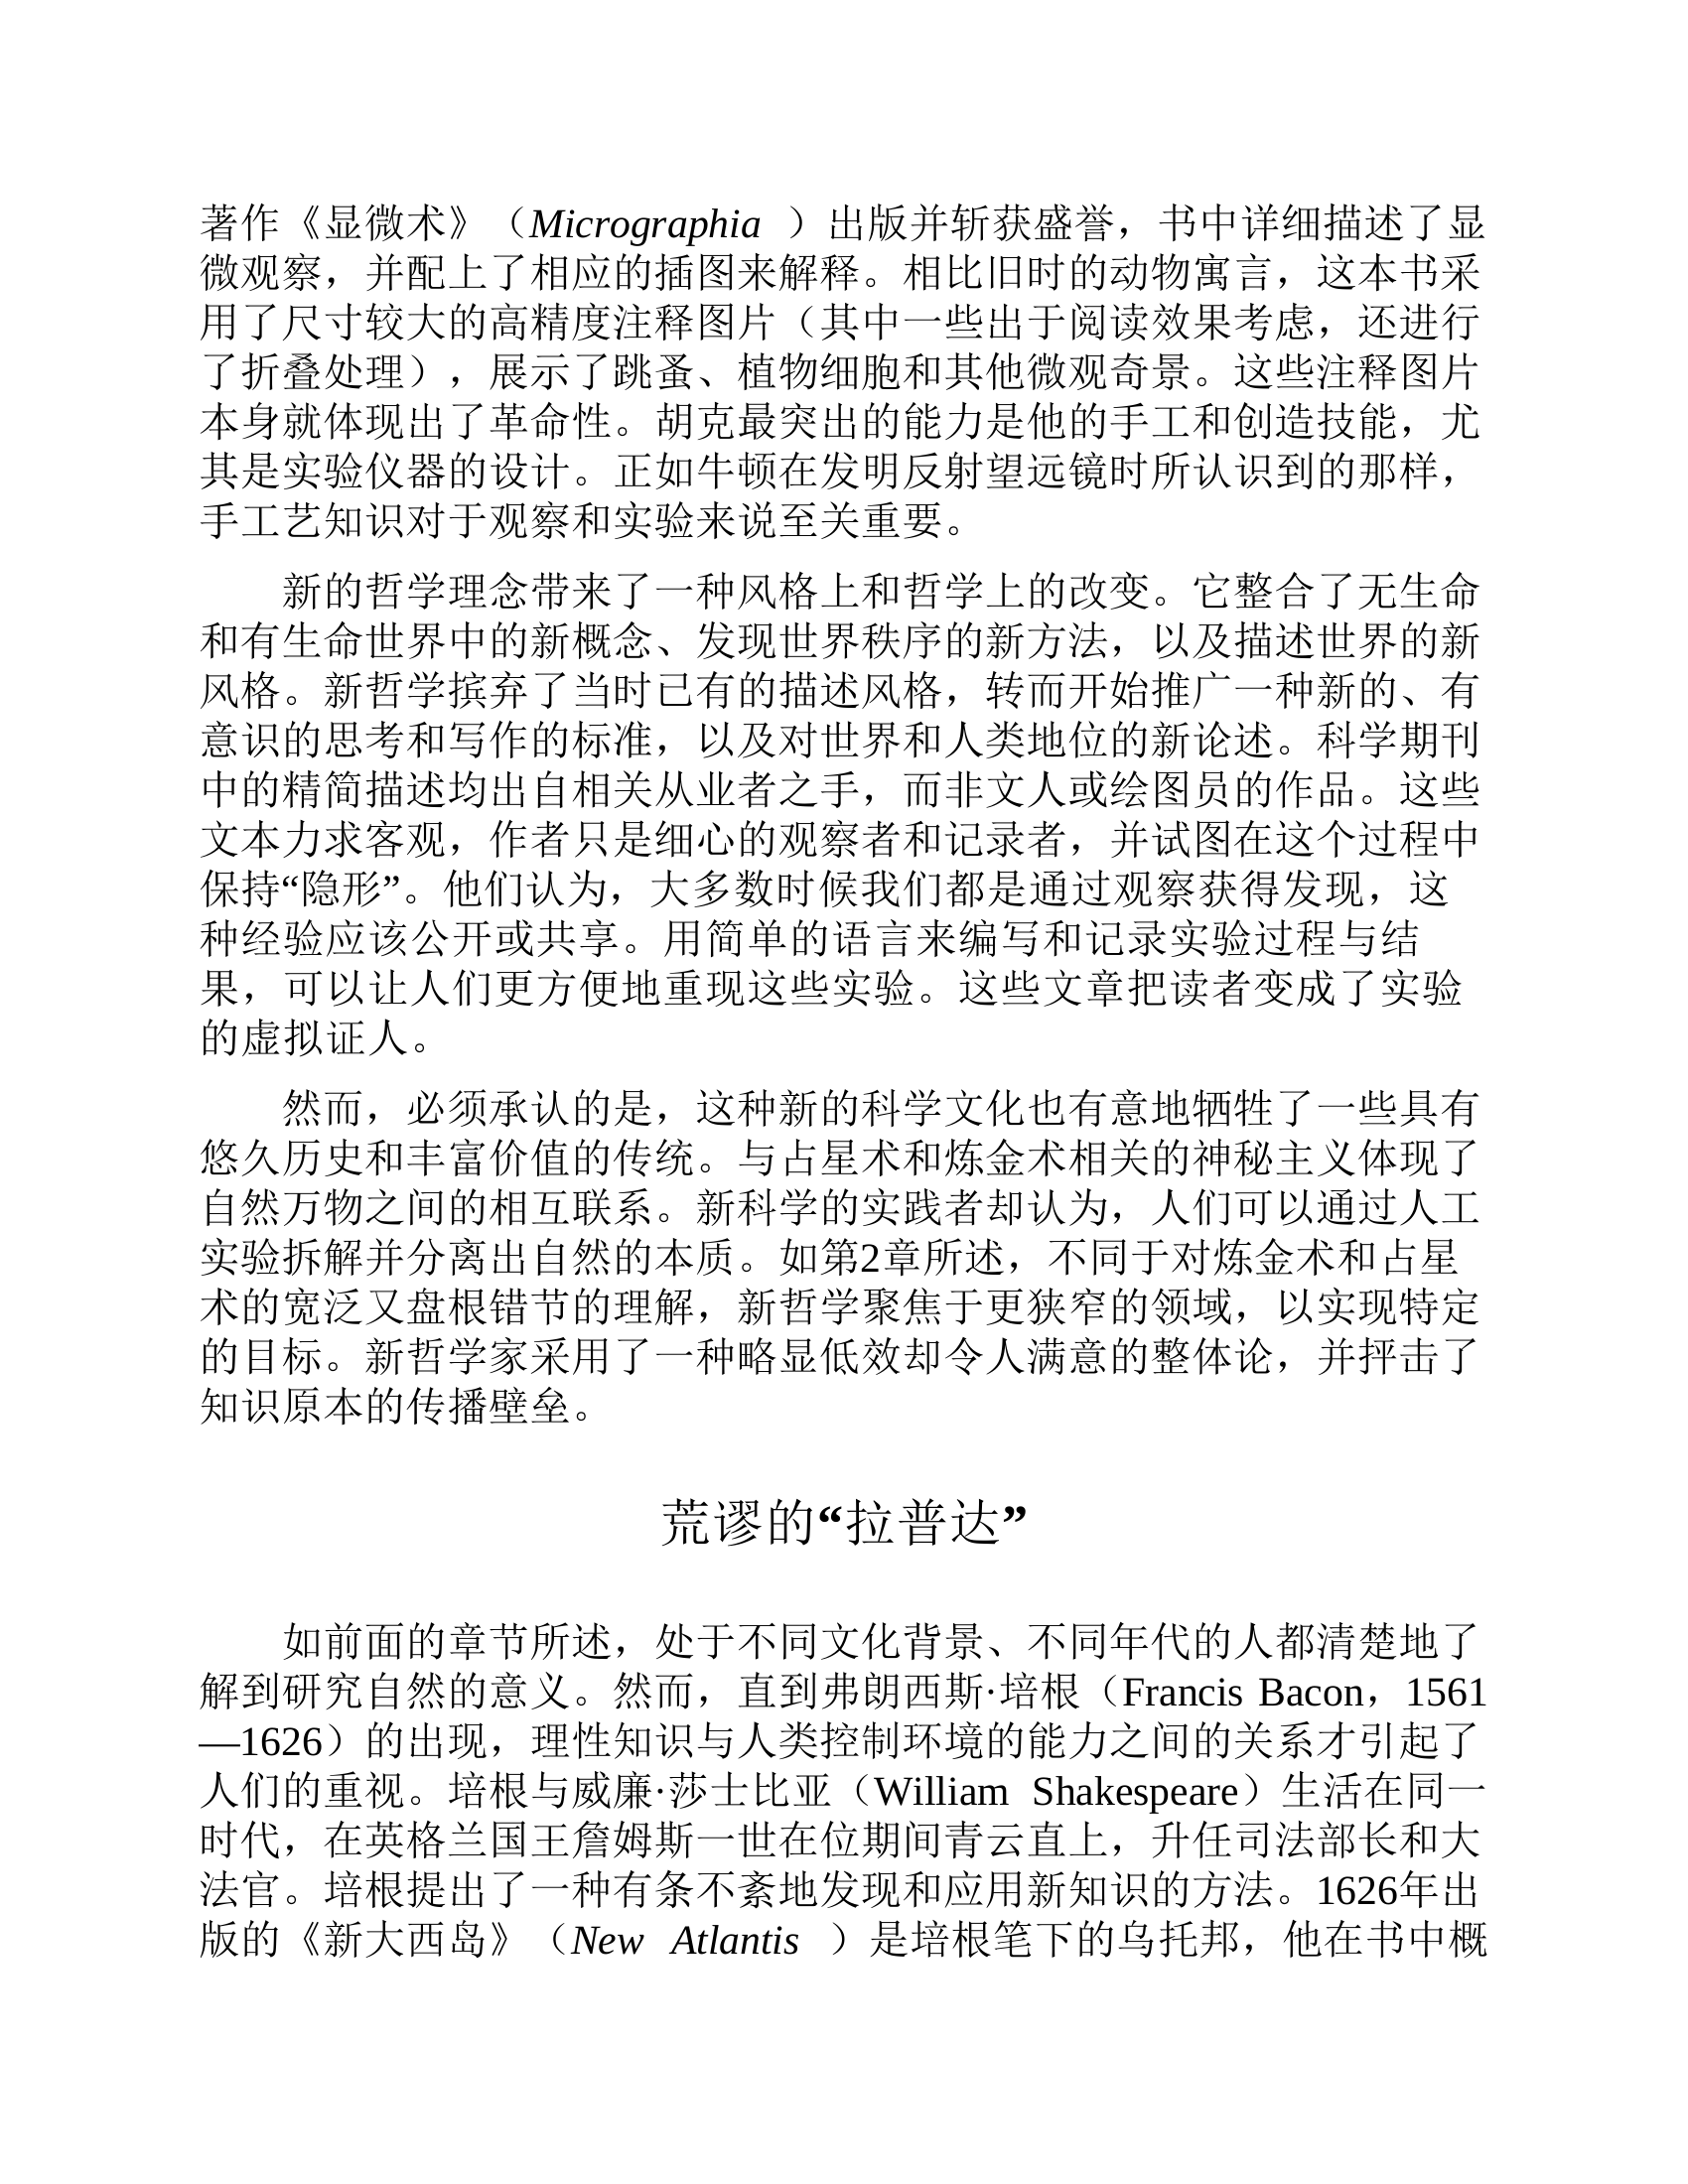 著作《显微术》（Micrographia ）出版并斩获盛誉，书中详细描述了显
微观察，并配上了相应的插图来解释。相比旧时的动物寓言，这本书采
用了尺寸较大的高精度注释图片（其中一些出于阅读效果考虑，还进行
了折叠处理），展示了跳蚤、植物细胞和其他微观奇景。这些注释图片
本身就体现出了革命性。胡克最突出的能力是他的手工和创造技能，尤
其是实验仪器的设计。正如牛顿在发明反射望远镜时所认识到的那样，
手工艺知识对于观察和实验来说至关重要。
新的哲学理念带来了一种风格上和哲学上的改变。它整合了无生命
和有生命世界中的新概念、发现世界秩序的新方法，以及描述世界的新
风格。新哲学摈弃了当时已有的描述风格，转而开始推广一种新的、有
意识的思考和写作的标准，以及对世界和人类地位的新论述。科学期刊
中的精简描述均出自相关从业者之手，而非文人或绘图员的作品。这些
文本力求客观，作者只是细心的观察者和记录者，并试图在这个过程中
保持“隐形”。他们认为，大多数时候我们都是通过观察获得发现，这
种经验应该公开或共享。用简单的语言来编写和记录实验过程与结
果，可以让人们更方便地重现这些实验。这些文章把读者变成了实验
的虚拟证人。
然而，必须承认的是，这种新的科学文化也有意地牺牲了一些具有
悠久历史和丰富价值的传统。与占星术和炼金术相关的神秘主义体现了
自然万物之间的相互联系。新科学的实践者却认为，人们可以通过人工
实验拆解并分离出自然的本质。如第2章所述，不同于对炼金术和占星
术的宽泛又盘根错节的理解，新哲学聚焦于更狭窄的领域，以实现特定
的目标。新哲学家采用了一种略显低效却令人满意的整体论，并抨击了
知识原本的传播壁垒。
荒谬的“拉普达”
如前面的章节所述，处于不同文化背景、不同年代的人都清楚地了
解到研究自然的意义。然而，直到弗朗西斯·培根（Francis Bacon，1561
—1626）的出现，理性知识与人类控制环境的能力之间的关系才引起了
人们的重视。培根与威廉·莎士比亚（William Shakespeare）生活在同一
时代，在英格兰国王詹姆斯一世在位期间青云直上，升任司法部长和大
法官。培根提出了一种有条不紊地发现和应用新知识的方法。1626年出
版的《新大西岛》（New Atlantis ）是培根笔下的乌托邦，他在书中概